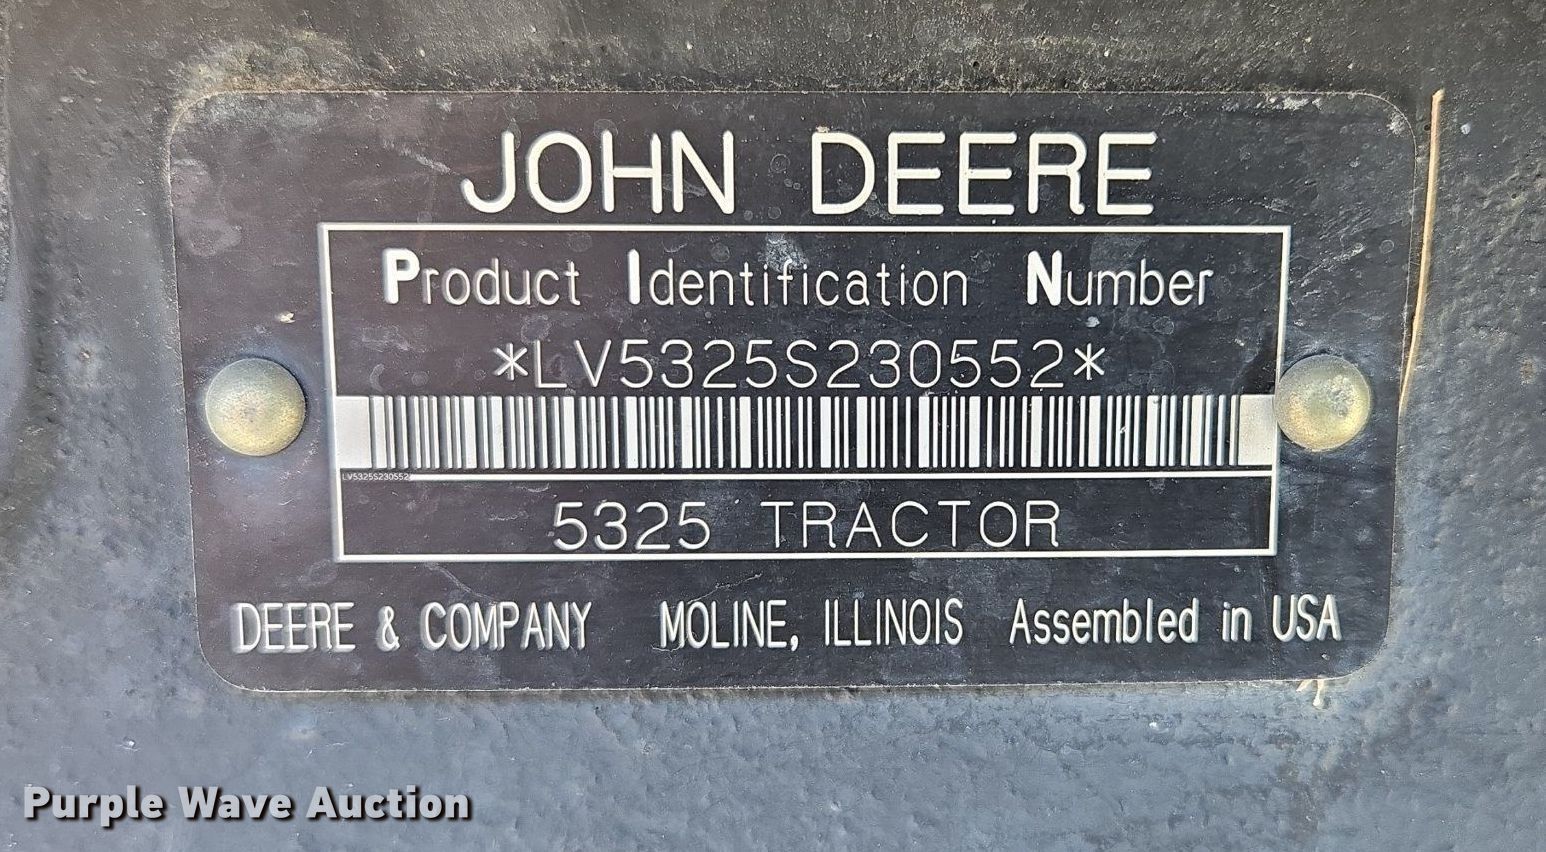 JOHN DEERE
Product Identification Number
*LV5325S230552*
LV5325S230552
5325 TRACTOR
DEERE & COMPANY MOLINE, ILLINOIS Assembled in USA
Purple Wave Auction